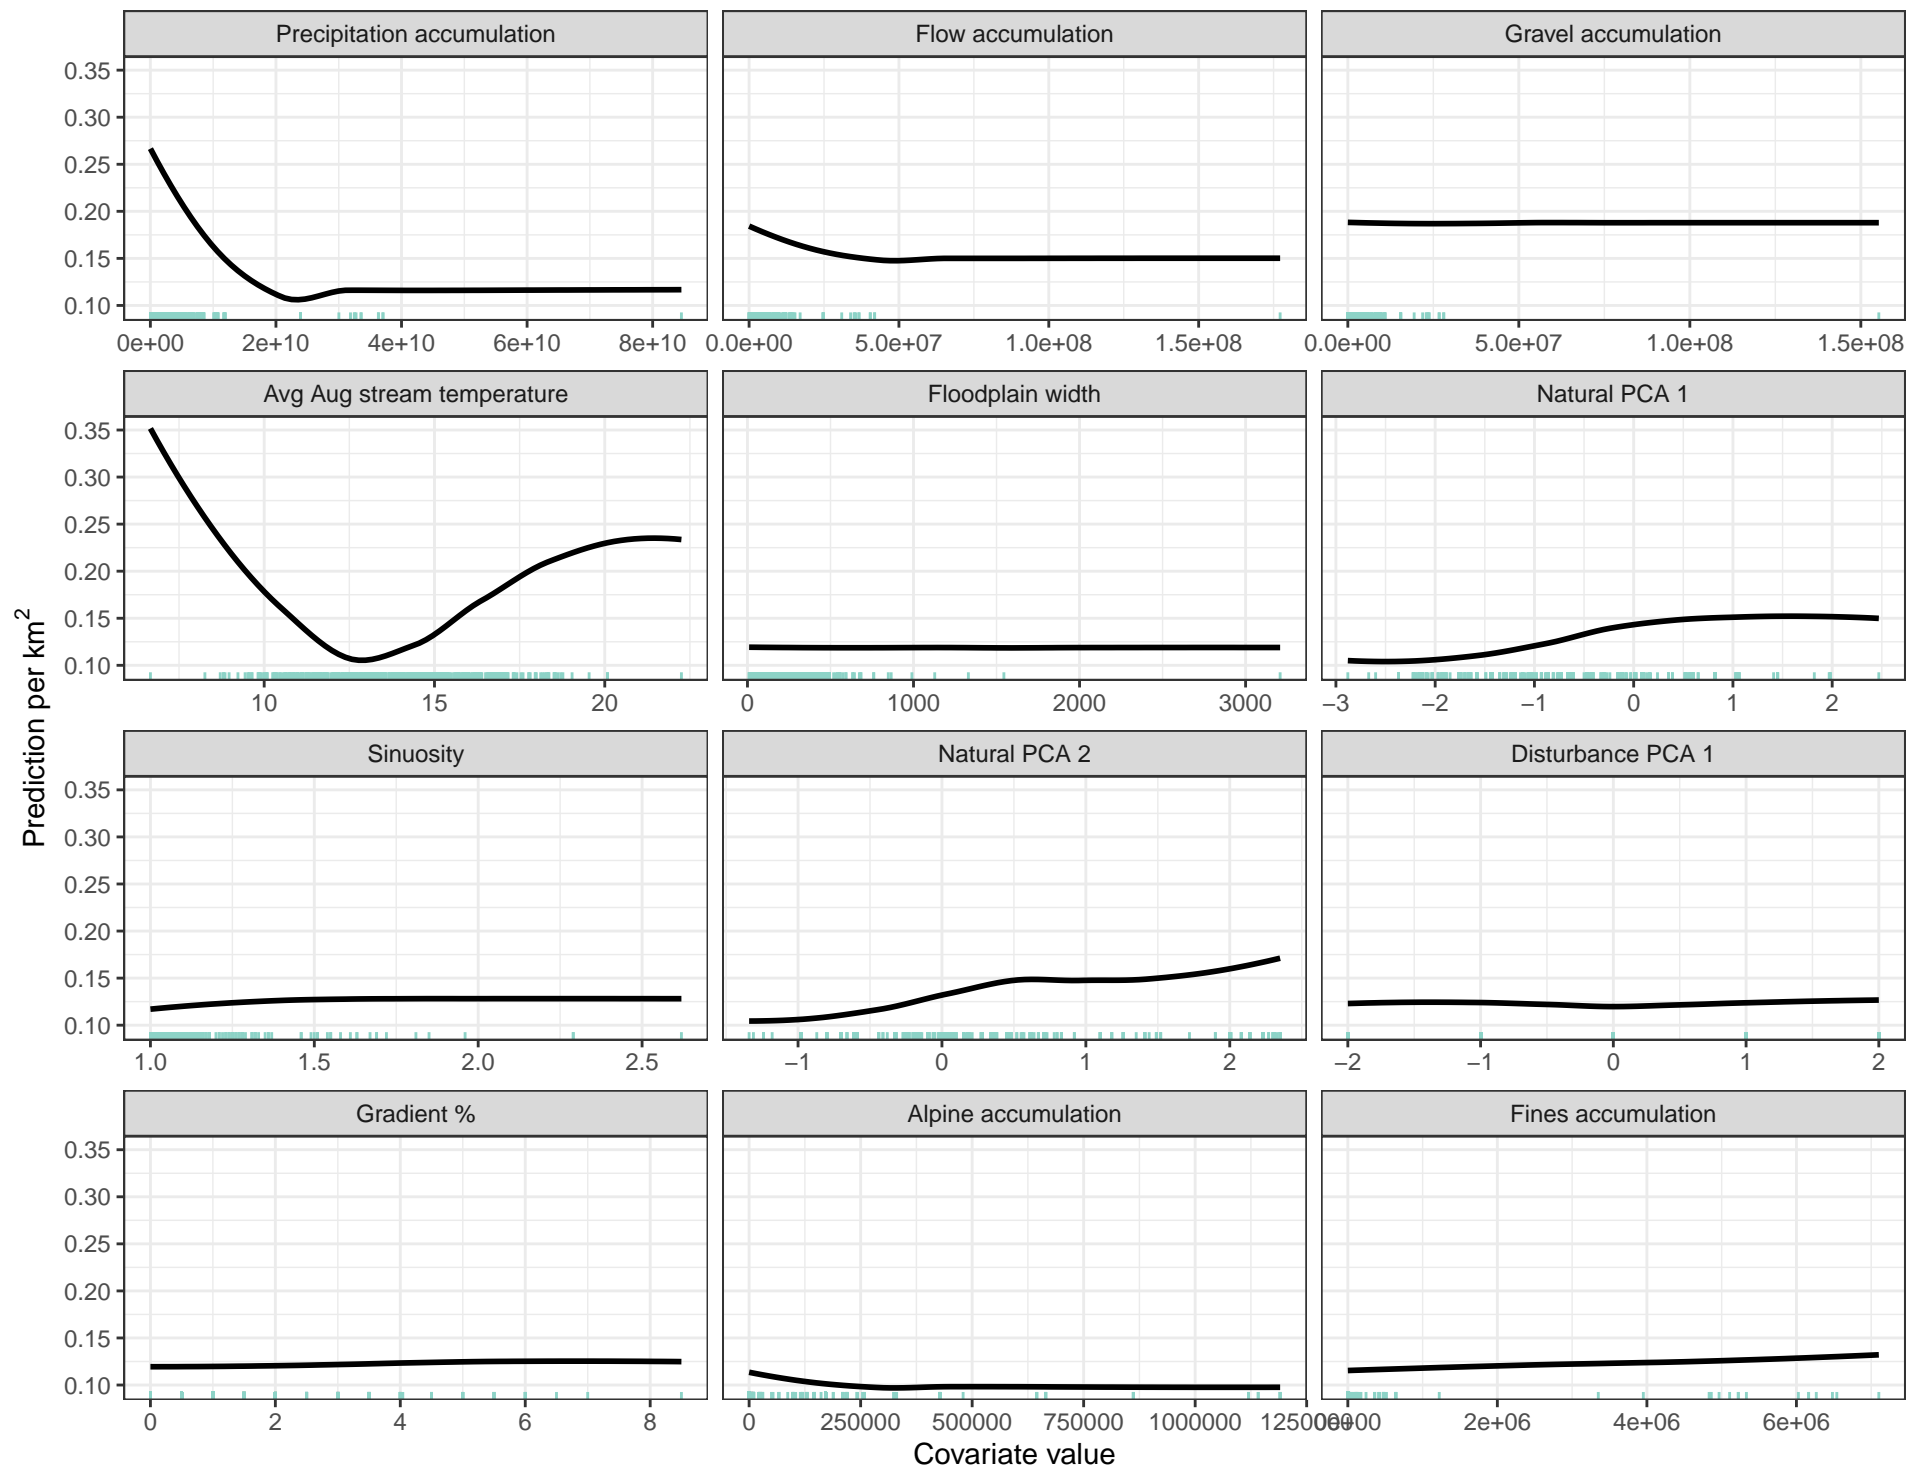 Precipitation accumulation
Flow accumulation
Gravel accumulation
0.35
0.30
0.25
0.20
0.15
0.10
0e+00 2e+10 4e+10 6e+10 8e+10
0.0e+00 5.0e+07 1.0e+08 1.5e+08
0.0e+00 5.0e+07 1.0e+08 1.5e+08
Avg Aug stream temperature
Floodplain width
Natural PCA 1
0.35
0.30
0.25
0.20
0.15
0.10
10 15 20
0 1000 2000 3000
−3 −2 −1 0 1 2
Prediction per km²
Sinuosity
Natural PCA 2
Disturbance PCA 1
0.35
0.30
0.25
0.20
0.15
0.10
1.0 1.5 2.0 2.5
−1 0 1 2
−2 −1 0 1 2
Gradient %
Alpine accumulation
Fines accumulation
0.35
0.30
0.25
0.20
0.15
0.10
0 2 4 6 8
0 250000 500000 750000 1000000 1250000
0e+00 2e+06 4e+06 6e+06
Covariate value